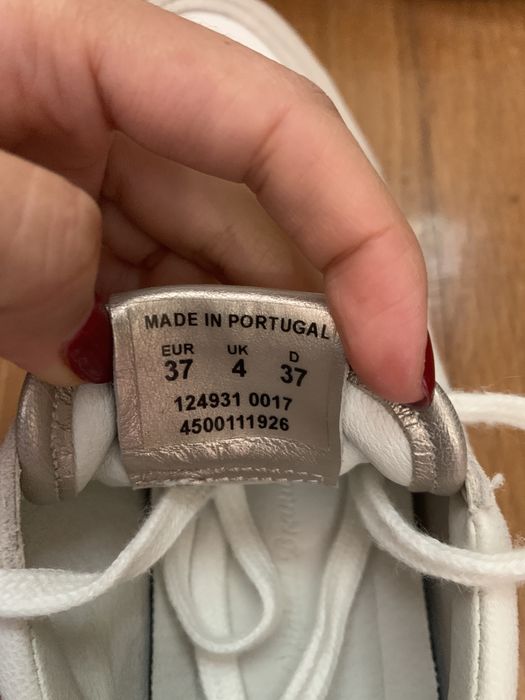 MADE IN PORTUGAL
EUR UK D
37 4 37
124931 0017
4500111926